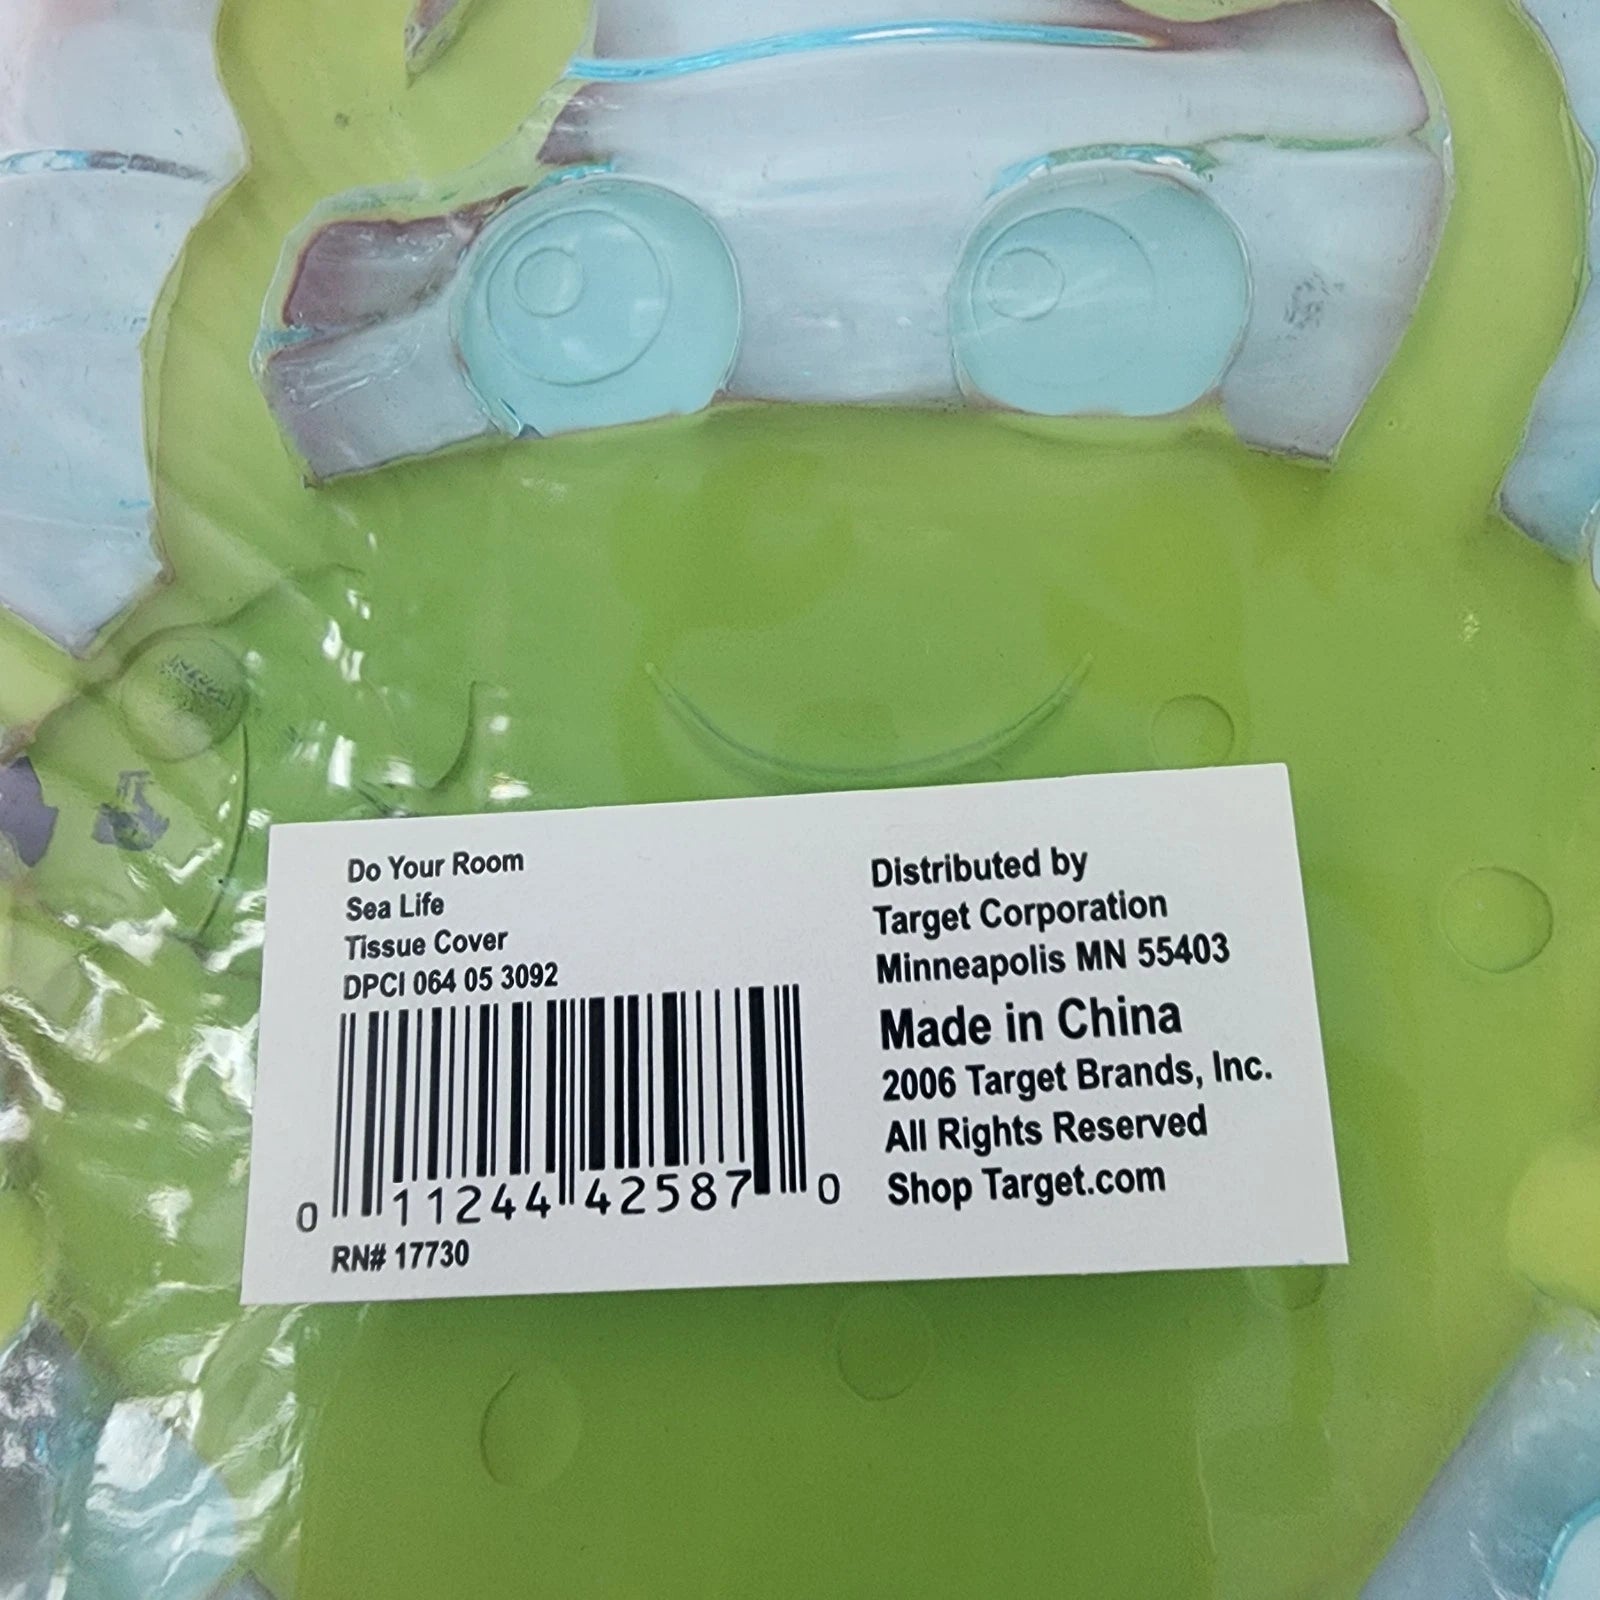 Do Your Room
Sea Life
Tissue Cover
DPCI 064 05 3092
0 11244 42587 0
RN# 17730
Distributed by
Target Corporation
Minneapolis MN 55403
Made in China
2006 Target Brands, Inc.
All Rights Reserved
Shop Target.com